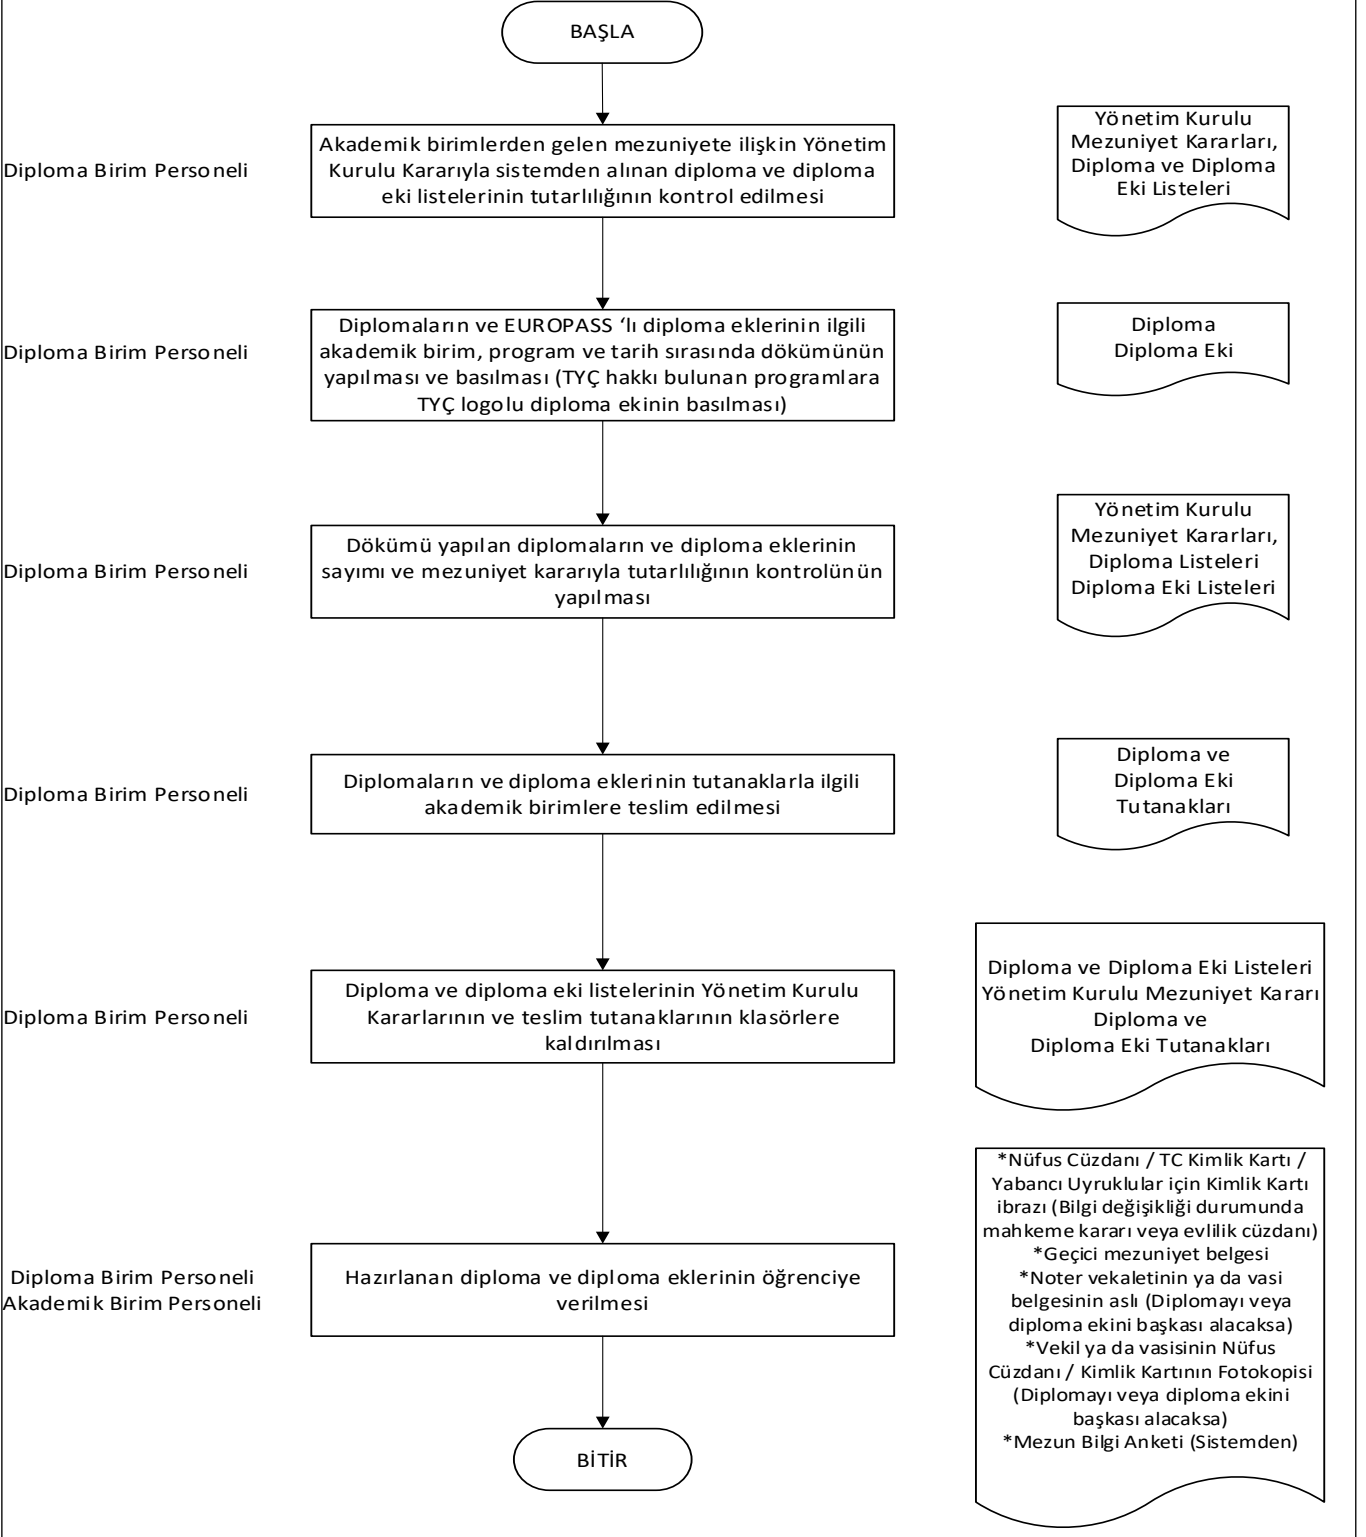 BAŞLA
Diploma Birim Personeli
Akademik birimlerden gelen mezuniyete ilişkin Yönetim
Kurulu Kararıyla sistemden alınan diploma ve diploma
eki listelerinin tutarlılığının kontrol edilmesi
Yönetim Kurulu
Mezuniyet Kararları,
Diploma ve Diploma
Eki Listeleri
Diploma Birim Personeli
Diplomaların ve EUROPASS ‘lı diploma eklerinin ilgili
akademik birim, program ve tarih sırasında dökümünün
yapılması ve basılması (TYÇ hakkı bulunan programlara
TYÇ logolu diploma ekinin basılması)
Diploma
Diploma Eki
Diploma Birim Personeli
Dökümü yapılan diplomaların ve diploma eklerinin
sayımı ve mezuniyet kararıyla tutarlılığının kontrolünün
yapılması
Yönetim Kurulu
Mezuniyet Kararları,
Diploma Listeleri
Diploma Eki Listeleri
Diploma Birim Personeli
Diplomaların ve diploma eklerinin tutanaklarla ilgili
akademik birimlere teslim edilmesi
Diploma ve
Diploma Eki
Tutanakları
Diploma Birim Personeli
Diploma ve diploma eki listelerinin Yönetim Kurulu
Kararlarının ve teslim tutanaklarının klasörlere
kaldırılması
Diploma ve Diploma Eki Listeleri
Yönetim Kurulu Mezuniyet Kararı
Diploma ve
Diploma Eki Tutanakları
Diploma Birim Personeli
Akademik Birim Personeli
Hazırlanan diploma ve diploma eklerinin öğrenciye
verilmesi
*Nüfus Cüzdanı / TC Kimlik Kartı /
Yabancı Uyruklular için Kimlik Kartı
ibrazı (Bilgi değişikliği durumunda
mahkeme kararı veya evlilik cüzdanı)
*Geçici mezuniyet belgesi
*Noter vekaletinin ya da vasi
belgesinin aslı (Diplomayı veya
diploma ekini başkası alacaksa)
*Vekil ya da vasisinin Nüfus
Cüzdanı / Kimlik Kartının Fotokopisi
(Diplomayı veya diploma ekini
başkası alacaksa)
*Mezun Bilgi Anketi (Sistemden)
BİTİR